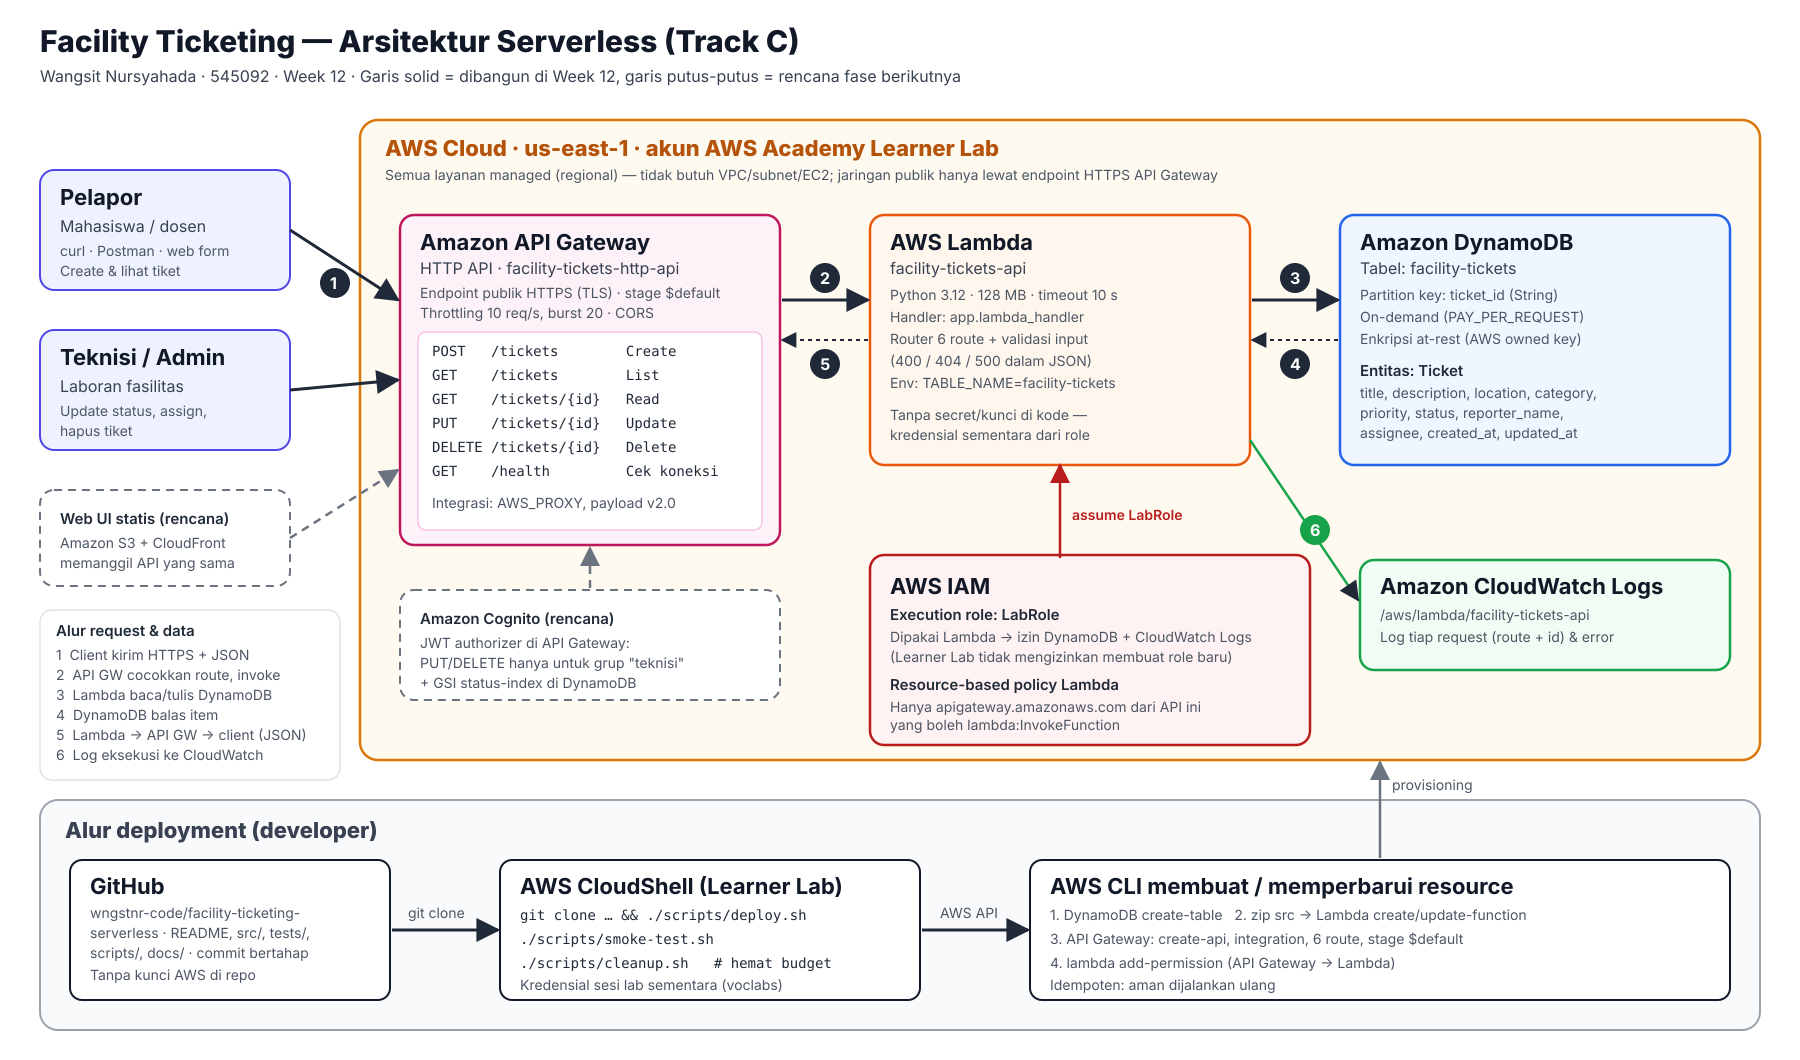 Facility Ticketing — Arsitektur Serverless (Track C)
Wangsit Nursyahada · 545092 · Week 12 · Garis solid = dibangun di Week 12, garis putus-putus = rencana fase berikutnya
AWS Cloud · us-east-1 · akun AWS Academy Learner Lab
Semua layanan managed (regional) — tidak butuh VPC/subnet/EC2; jaringan publik hanya lewat endpoint HTTPS API Gateway
Pelapor
Mahasiswa / dosen
curl · Postman · web form
Create & lihat tiket
1
Teknisi / Admin
Laboran fasilitas
Update status, assign,
hapus tiket
Web UI statis (rencana)
Amazon S3 + CloudFront
memanggil API yang sama
Alur request & data
1 Client kirim HTTPS + JSON
2 API GW cocokkan route, invoke
3 Lambda baca/tulis DynamoDB
4 DynamoDB balas item
5 Lambda → API GW → client (JSON)
6 Log eksekusi ke CloudWatch
Amazon API Gateway
HTTP API · facility-tickets-http-api
Endpoint publik HTTPS (TLS) · stage $default
Throttling 10 req/s, burst 20 · CORS
POST /tickets Create
GET /tickets List
GET /tickets/{id} Read
PUT /tickets/{id} Update
DELETE /tickets/{id} Delete
GET /health Cek koneksi
Integrasi: AWS_PROXY, payload v2.0
Amazon Cognito (rencana)
JWT authorizer di API Gateway:
PUT/DELETE hanya untuk grup "teknisi"
+ GSI status-index di DynamoDB
2
5
AWS Lambda
facility-tickets-api
Python 3.12 · 128 MB · timeout 10 s
Handler: app.lambda_handler
Router 6 route + validasi input
(400 / 404 / 500 dalam JSON)
Env: TABLE_NAME=facility-tickets
Tanpa secret/kunci di kode —
kredensial sementara dari role
3
4
Amazon DynamoDB
Tabel: facility-tickets
Partition key: ticket_id (String)
On-demand (PAY_PER_REQUEST)
Enkripsi at-rest (AWS owned key)
Entitas: Ticket
title, description, location, category,
priority, status, reporter_name,
assignee, created_at, updated_at
assume LabRole
6
AWS IAM
Execution role: LabRole
Dipakai Lambda → izin DynamoDB + CloudWatch Logs
(Learner Lab tidak mengizinkan membuat role baru)
Resource-based policy Lambda
Hanya apigateway.amazonaws.com dari API ini
yang boleh lambda:InvokeFunction
Amazon CloudWatch Logs
/aws/lambda/facility-tickets-api
Log tiap request (route + id) & error
provisioning
Alur deployment (developer)
GitHub
wngstnr-code/facility-ticketing-
serverless · README, src/, tests/,
scripts/, docs/ · commit bertahap
Tanpa kunci AWS di repo
git clone
AWS CloudShell (Learner Lab)
git clone … && ./scripts/deploy.sh
./scripts/smoke-test.sh
./scripts/cleanup.sh # hemat budget
Kredensial sesi lab sementara (voclabs)
AWS API
AWS CLI membuat / memperbarui resource
1. DynamoDB create-table 2. zip src → Lambda create/update-function
3. API Gateway: create-api, integration, 6 route, stage $default
4. lambda add-permission (API Gateway → Lambda)
Idempoten: aman dijalankan ulang